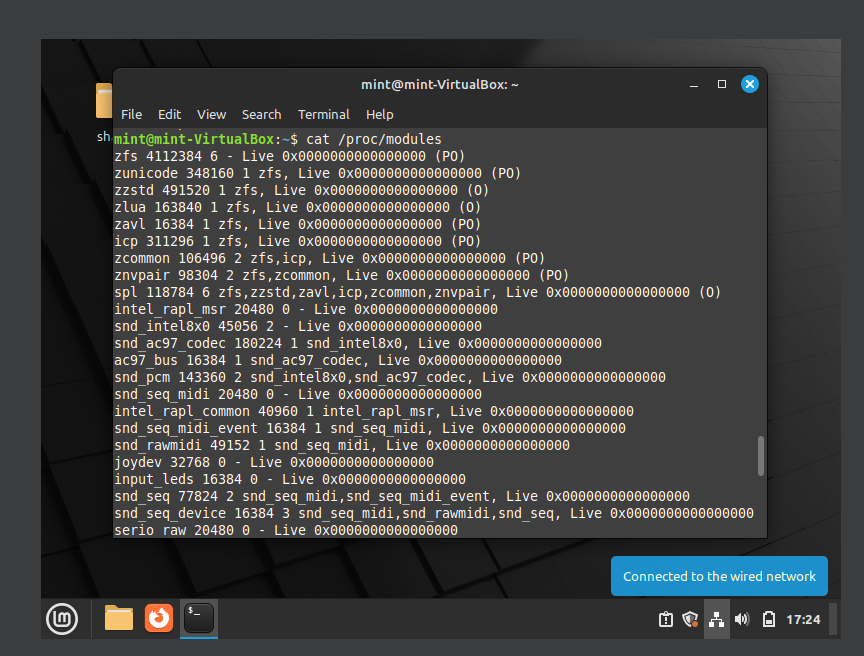 mint@mint-VirtualBox: ~
File Edit View Search Terminal Help
sh
mint@mint-VirtualBox:~$ cat /proc/modules
zfs 4112384 6 - Live 0x0000000000000000 (PO)
zunicode 348160 1 zfs, Live 0x0000000000000000 (PO)
zzstd 491520 1 zfs, Live 0x0000000000000000 (O)
zlua 163840 1 zfs, Live 0x0000000000000000 (O)
zavl 16384 1 zfs, Live 0x0000000000000000 (PO)
icp 311296 1 zfs, Live 0x0000000000000000 (PO)
zcommon 106496 2 zfs,icp, Live 0x0000000000000000 (PO)
znvpair 98304 2 zfs,zcommon, Live 0x0000000000000000 (PO)
spl 118784 6 zfs,zzstd,zavl,icp,zcommon,znvpair, Live 0x0000000000000000 (O)
intel_rapl_msr 20480 0 - Live 0x0000000000000000
snd_intel8x0 45056 2 - Live 0x0000000000000000
snd_ac97_codec 180224 1 snd_intel8x0, Live 0x0000000000000000
ac97_bus 16384 1 snd_ac97_codec, Live 0x0000000000000000
snd_pcm 143360 2 snd_intel8x0,snd_ac97_codec, Live 0x0000000000000000
snd_seq_midi 20480 0 - Live 0x0000000000000000
intel_rapl_common 40960 1 intel_rapl_msr, Live 0x0000000000000000
snd_seq_midi_event 16384 1 snd_seq_midi, Live 0x0000000000000000
snd_rawmidi 49152 1 snd_seq_midi, Live 0x0000000000000000
joydev 32768 0 - Live 0x0000000000000000
input_leds 16384 0 - Live 0x0000000000000000
snd_seq 77824 2 snd_seq_midi,snd_seq_midi_event, Live 0x0000000000000000
snd_seq_device 16384 3 snd_seq_midi,snd_rawmidi,snd_seq, Live 0x0000000000000000
serio_raw 20480 0 - Live 0x0000000000000000
Connected to the wired network
17:24